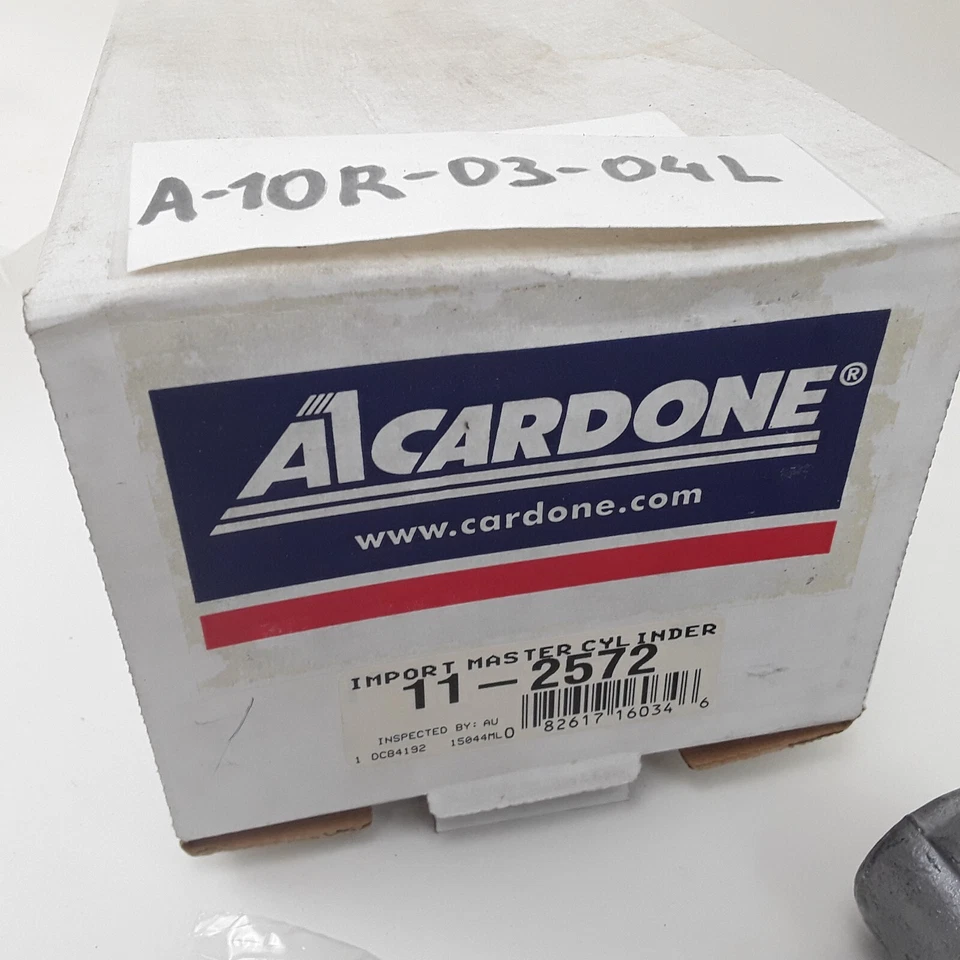 A-10R-03-04L
A1CARDONE®
www.cardone.com
IMPORT MASTER CYLINDER
11-2572
INSPECTED BY: AU
1 DCB4192 15044ML
0 82617 16034 6